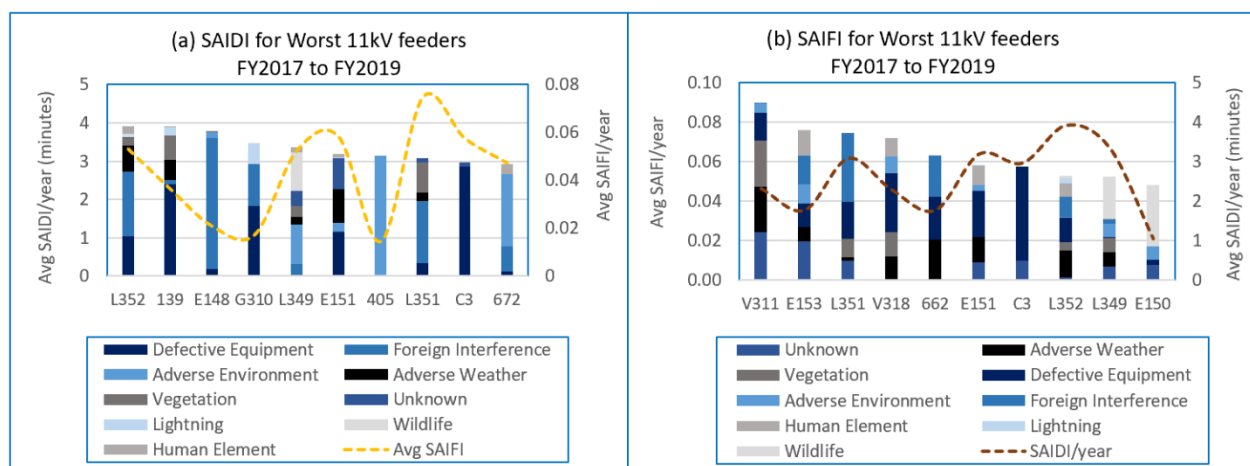 (a) SAIDI for Worst 11kV feeders
FY2017 to FY2019
Avg SAIDI/year (minutes)
5
4
3
2
1
0
0.08
0.06
0.04
0.02
0
Avg SAIFI/year
L352 139 E148 G310 L349 E151 405 L351 C3 672
Defective Equipment Foreign Interference
Adverse Environment Adverse Weather
Vegetation Unknown
Lightning Wildlife
Human Element Avg SAIFI
(b) SAIFI for Worst 11kV feeders
FY2017 to FY2019
Avg SAIFI/year
0.10
0.08
0.06
0.04
0.02
0.00
5
4
3
2
1
0
Avg SAIDI/year (minutes)
V311 E153 L351 V318 662 E151 C3 L352 L349 E150
Unknown Adverse Weather
Vegetation Defective Equipment
Adverse Environment Foreign Interference
Human Element Lightning
Wildlife SAIDI/year